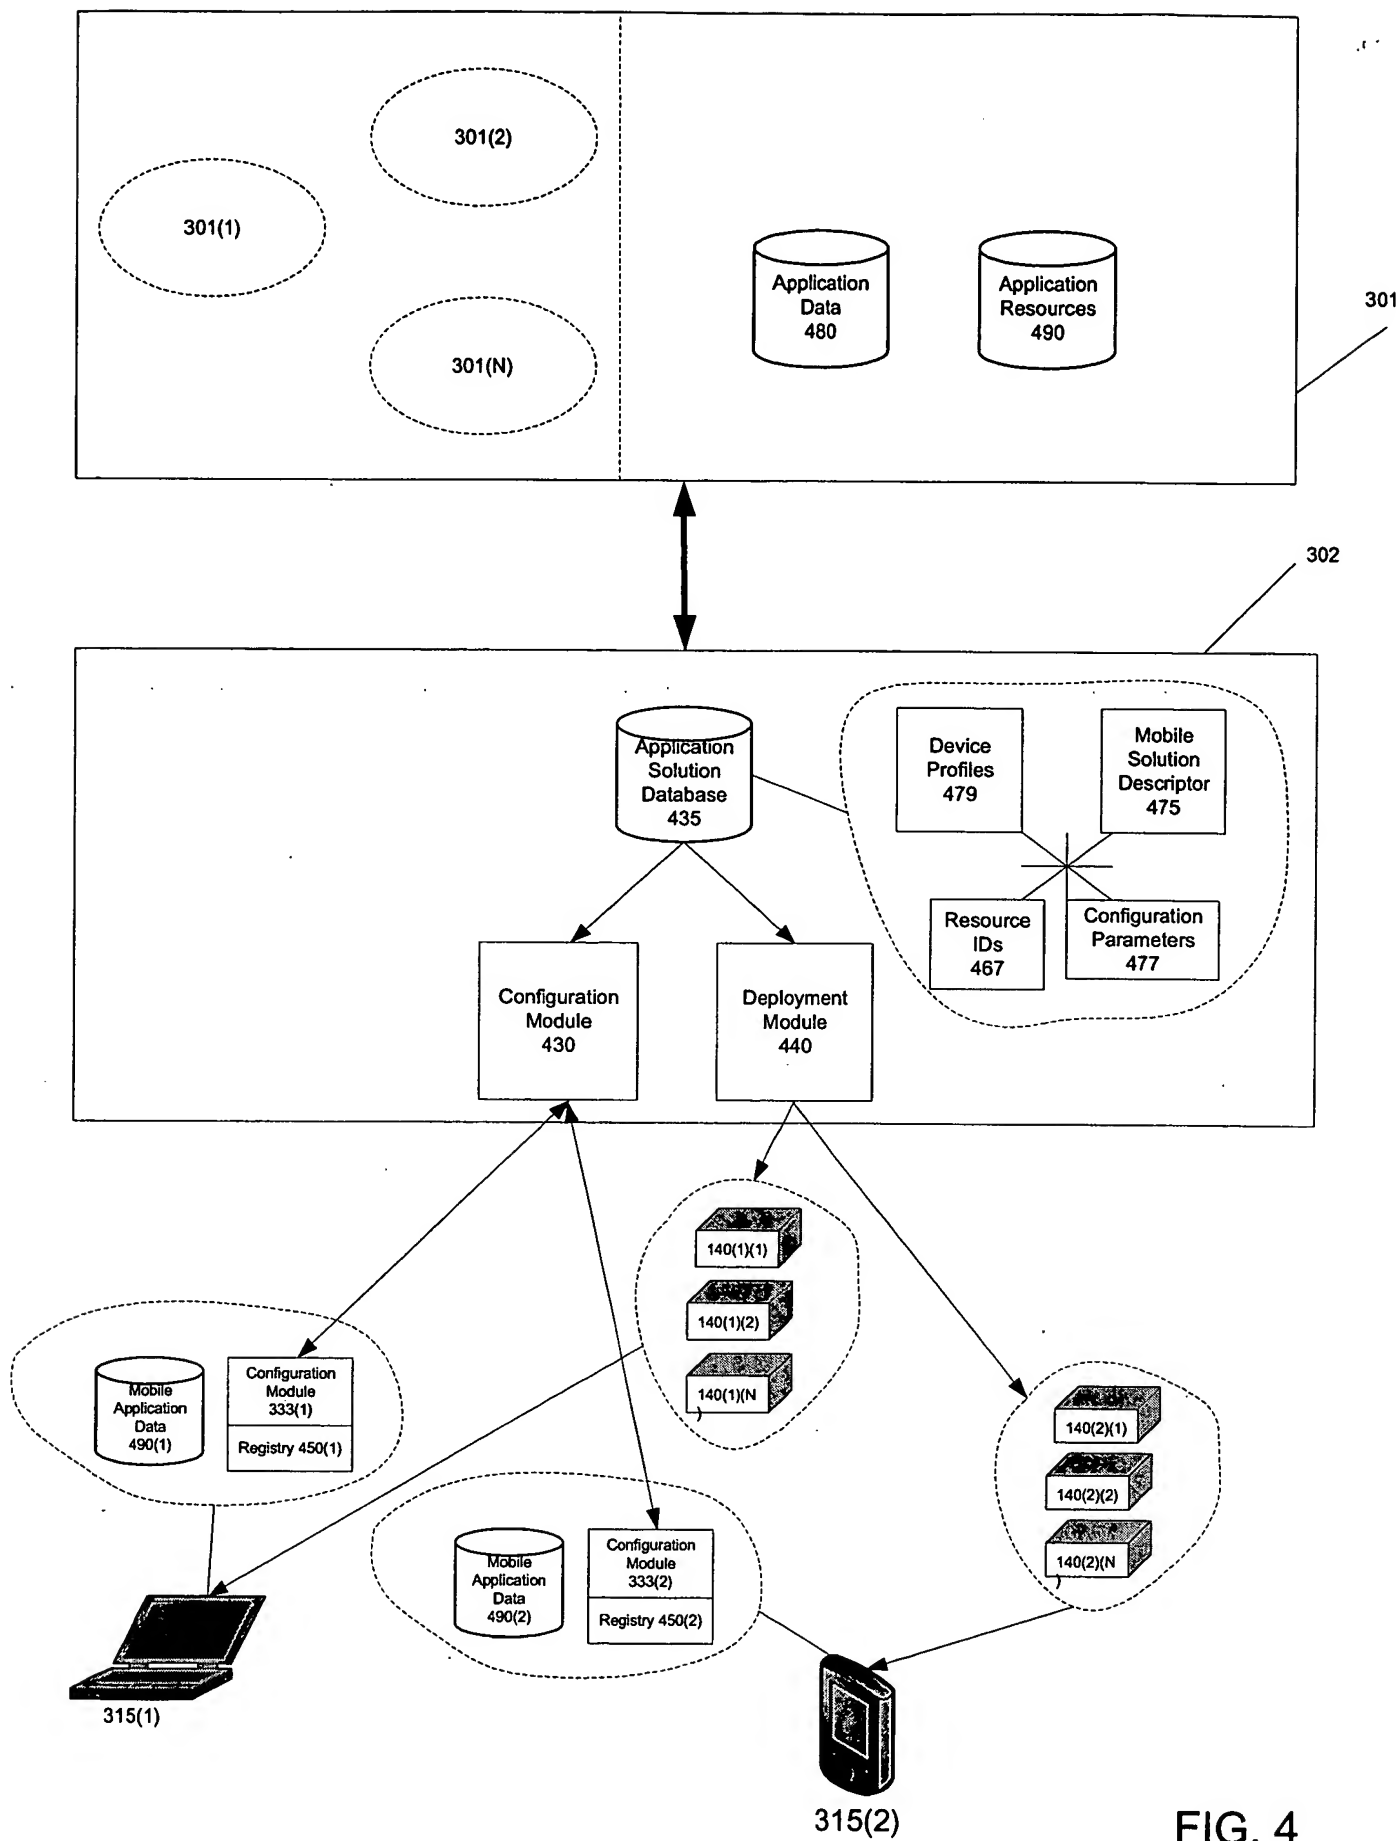 301(2)
301(1)
301(N)
Application
Data
480
Application
Resources
490
301
302
Application
Solution
Database
435
Device
Profiles
479
Mobile
Solution
Descriptor
475
Resource
IDs
467
Configuration
Parameters
477
Configuration
Module
430
Deployment
Module
440
140(1)(1)
140(1)(2)
140(1)(N
)
Mobile
Application
Data
490(1)
Configuration
Module
333(1)
Registry 450(1)
140(2)(1)
140(2)(2)
140(2)(N
)
Mobile
Application
Data
490(2)
Configuration
Module
333(2)
Registry 450(2)
315(1)
315(2)
FIG. 4